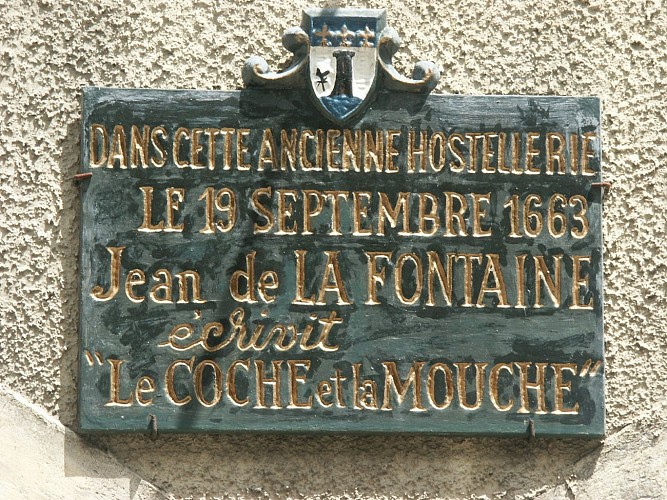 DANS CETTE ANCIENNE HOSTELLERIE
LE 19 SEPTEMBRE 1663
Jean de LA FONTAINE
écrivit
"Le COCHE et la MOUCHE"